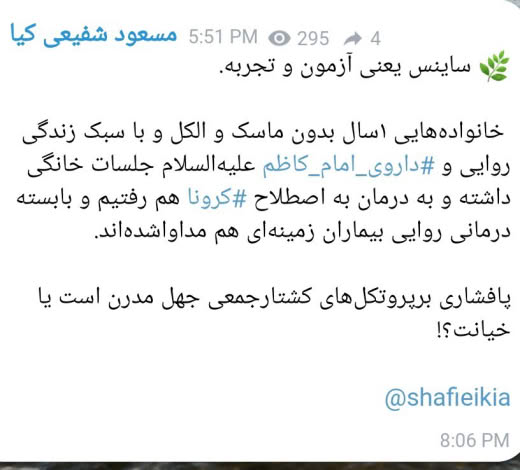 مسعود شفیعی کیا 5:51 PM 295 4
ساینس یعنی آزمون و تجربه.
خانواده‌هایی ۱سال بدون ماسک و الکل و با سبک زندگی
روایی و #داروی_امام_کاظم علیه‌السلام جلسات خانگی
داشته و به درمان به اصطلاح #کرونا هم رفتیم و بابسته
درمانی روایی بیماران زمینه‌ای هم مداواشده‌اند.
پافشاری برپروتکل‌های کشتارجمعی جهل مدرن است یا
خیانت؟!
@shafieikia
8:06 PM